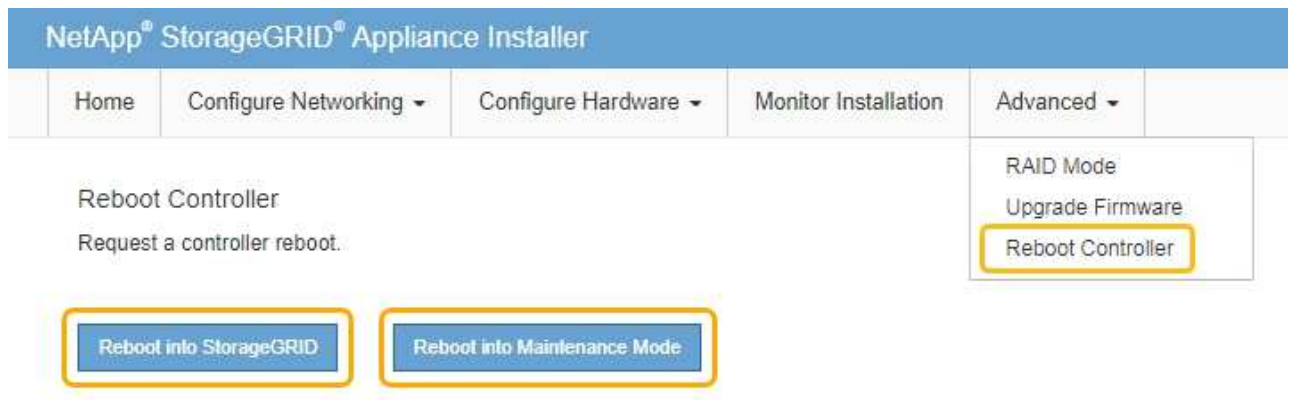 NetApp® StorageGRID® Appliance Installer
Home Configure Networking Configure Hardware Monitor Installation Advanced
RAID Mode
Upgrade Firmware
Reboot Controller
Reboot Controller
Request a controller reboot.
Reboot into StorageGRID Reboot into Maintenance Mode